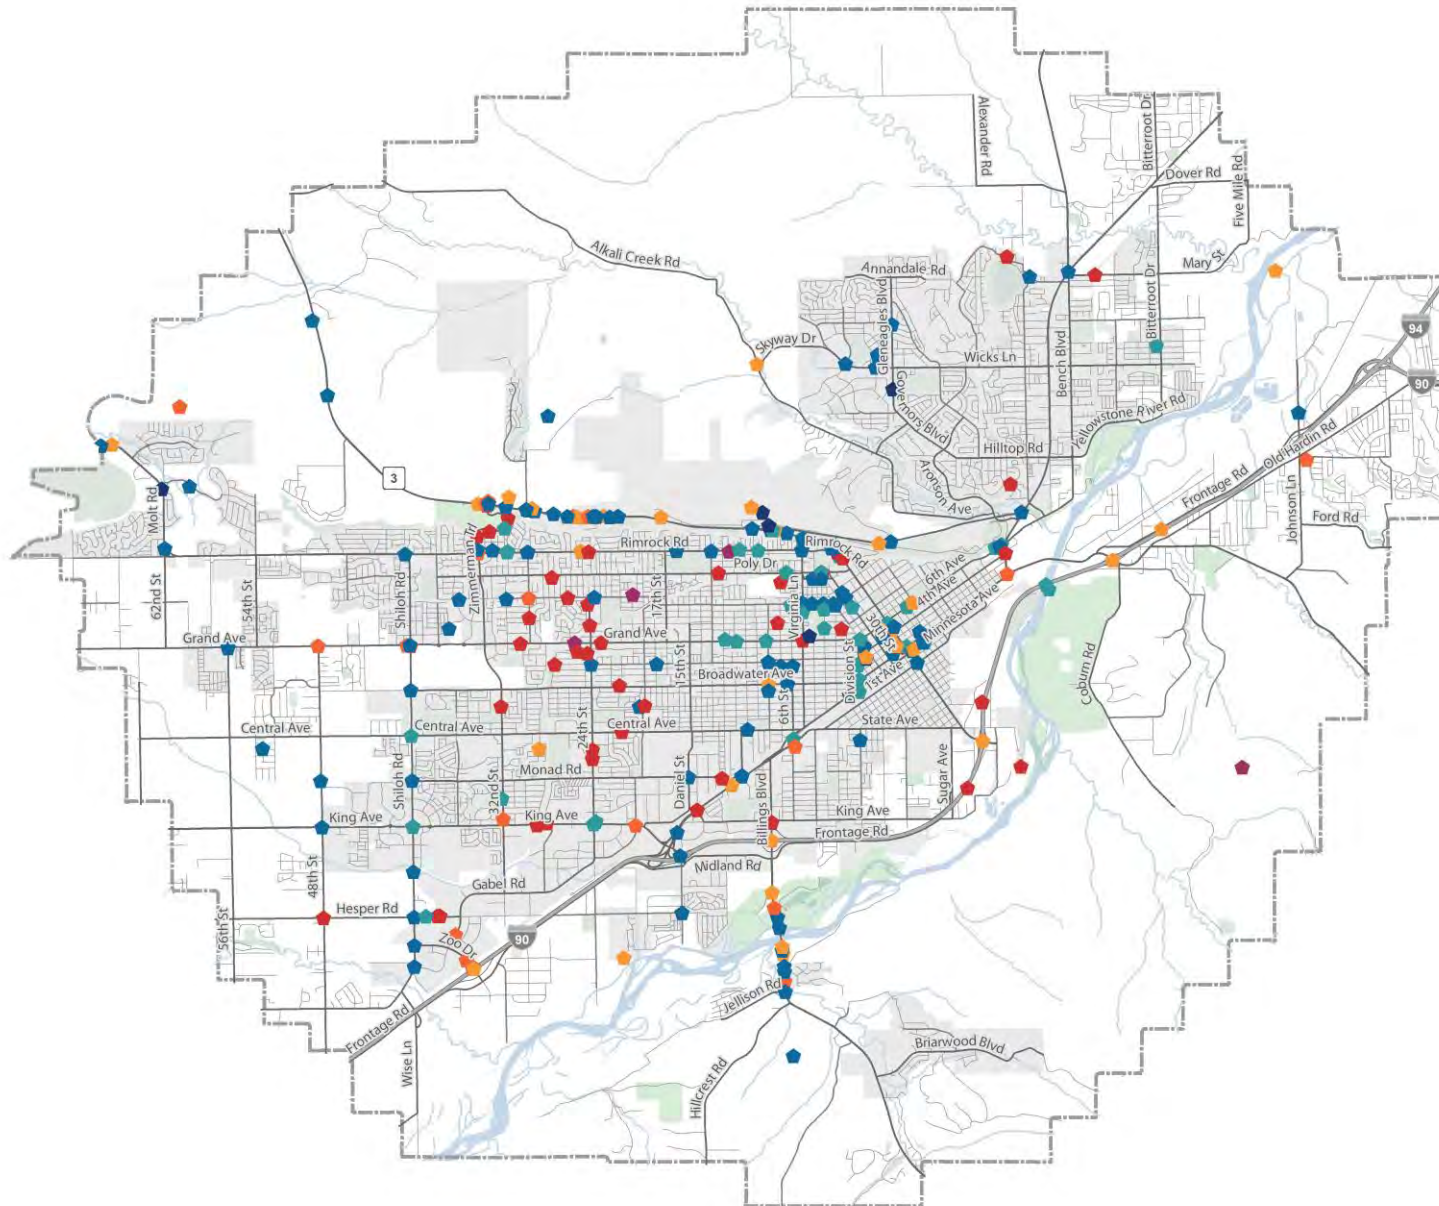 Alexander Rd
Bitterroot Dr
Dover Rd
Five Mile Rd
Alkali Creek Rd
Annandale Rd
Mary St
Gleneagles Blvd
Bitterroot Dr
94
Skyway Dr
Wicks Ln
Bench Blvd
90
Governors Blvd
Yellowstone River Rd
Hilltop Rd
Old Hardin Rd
3
Aronson Ave
Frontage Rd
Molt Rd
Johnson Ln
Ford Rd
Zimmerman Trl
Rimrock Rd
Rimrock Rd
Poly Dr
6th Ave
4th Ave
62nd St
54th St
Shiloh Rd
17th St
Virginia Ln
Minnesota Ave
Grand Ave
Grand Ave
30th St
15th St
Broadwater Ave
Division St
1st Ave
Coburn Rd
6th St
Central Ave
Central Ave
24th St
Central Ave
State Ave
Monad Rd
Shiloh Rd
32nd St
Daniel St
Billings Blvd
Sugar Ave
King Ave
King Ave
King Ave
Frontage Rd
48th St
Midland Rd
Gabel Rd
Hesper Rd
56th St
Zoo Dr
90
Jellison Rd
Frontage Rd
Briarwood Blvd
Wise Ln
Hillcrest Rd